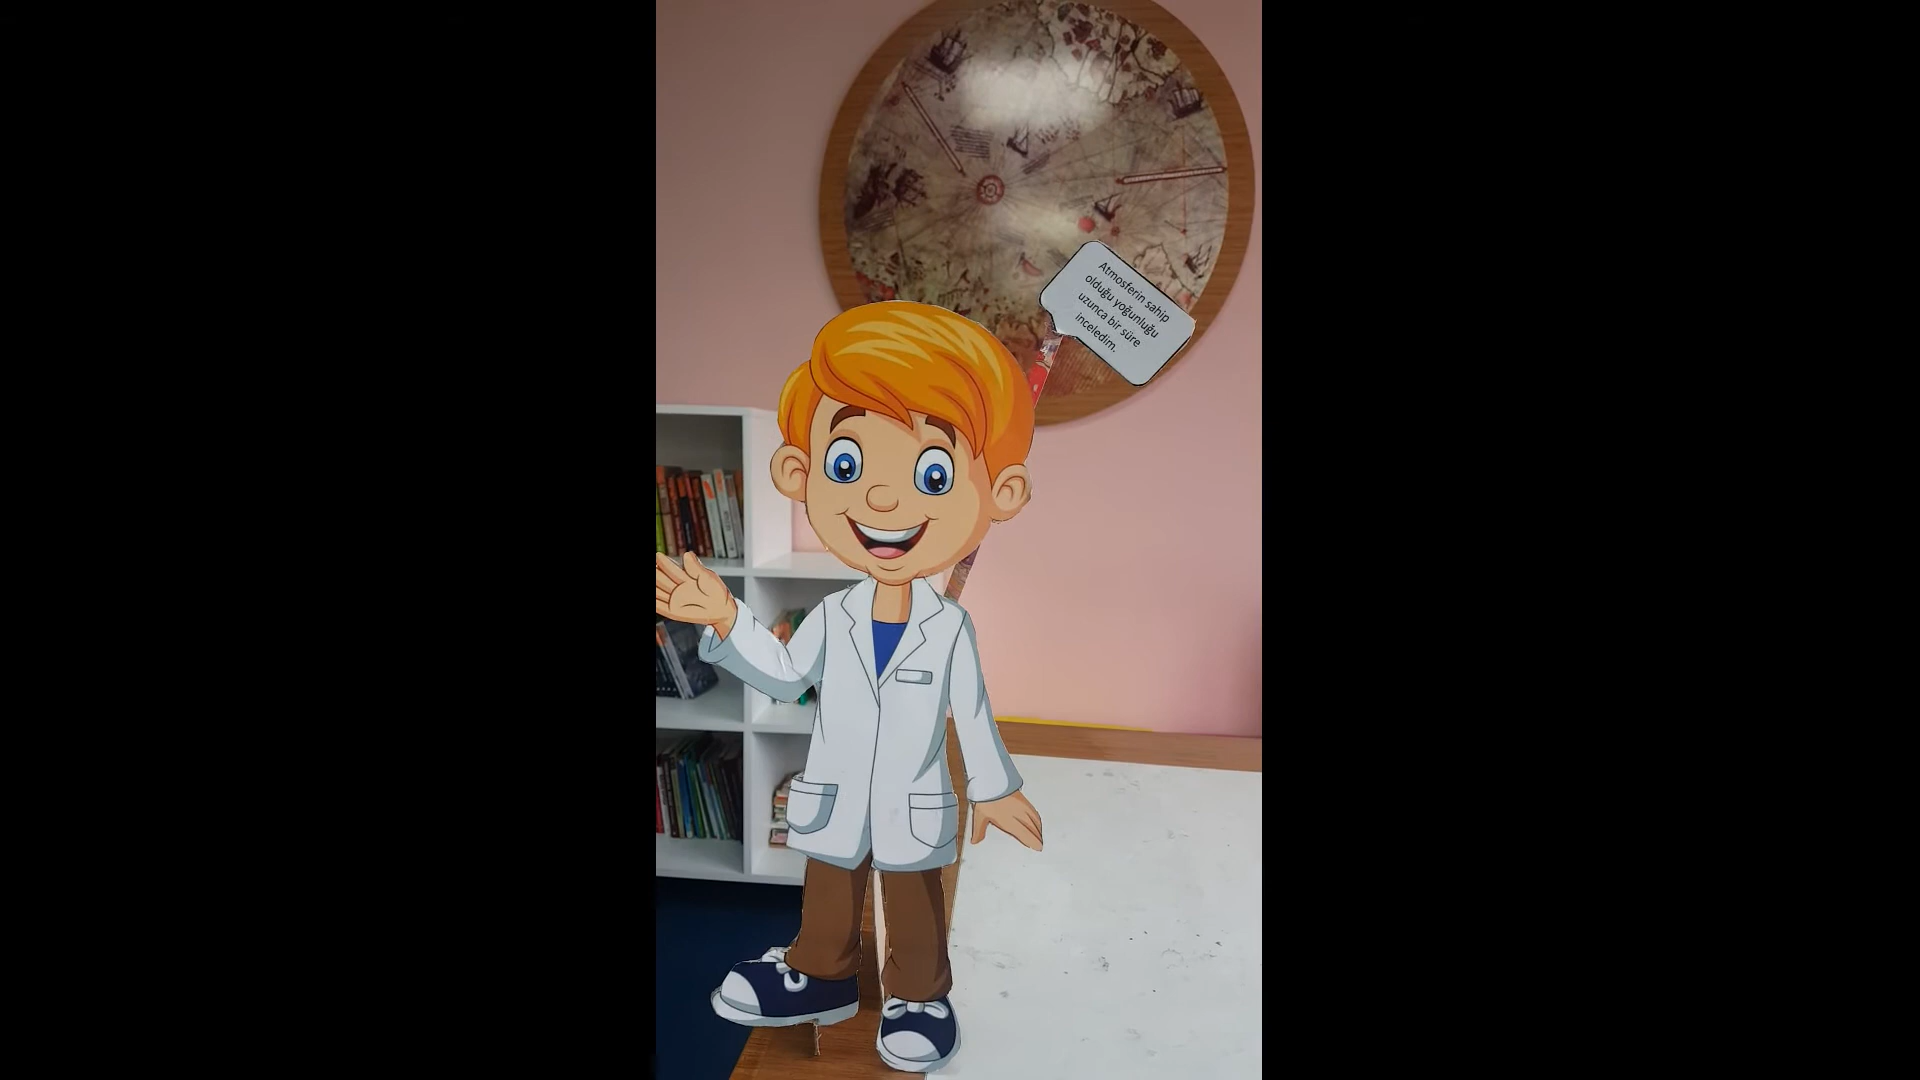 Atmosferin sahip
olduğu yoğunluğu
uzunca bir süre
inceledim.